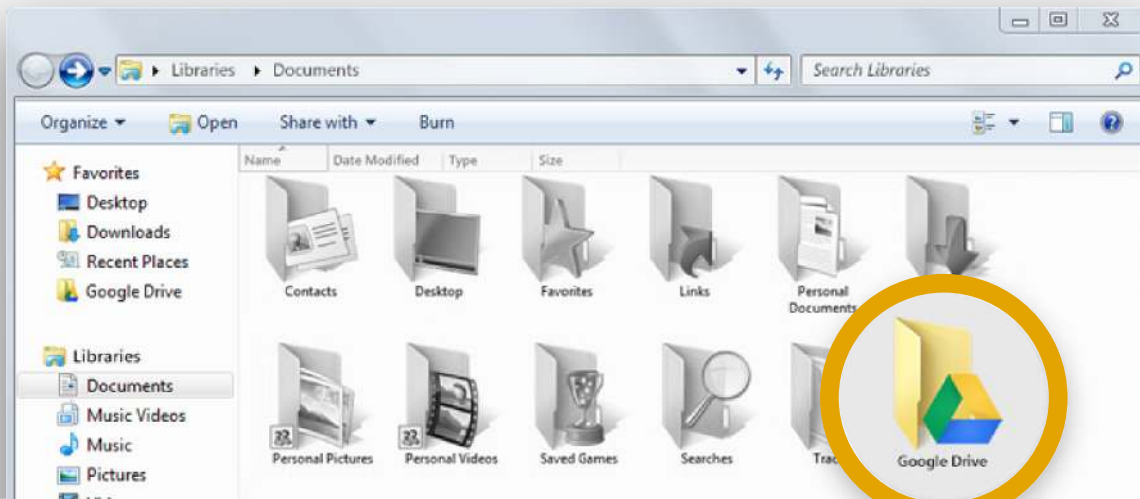 Libraries Documents
Search Libraries
Organize Open Share with Burn
Name Date Modified Type Size
Favorites
Desktop
Downloads
Recent Places
Google Drive
Libraries
Documents
Music Videos
Music
Pictures
Contacts Desktop Favorites Links Personal
Documents
Personal Pictures Personal Videos Saved Games Searches
Google Drive